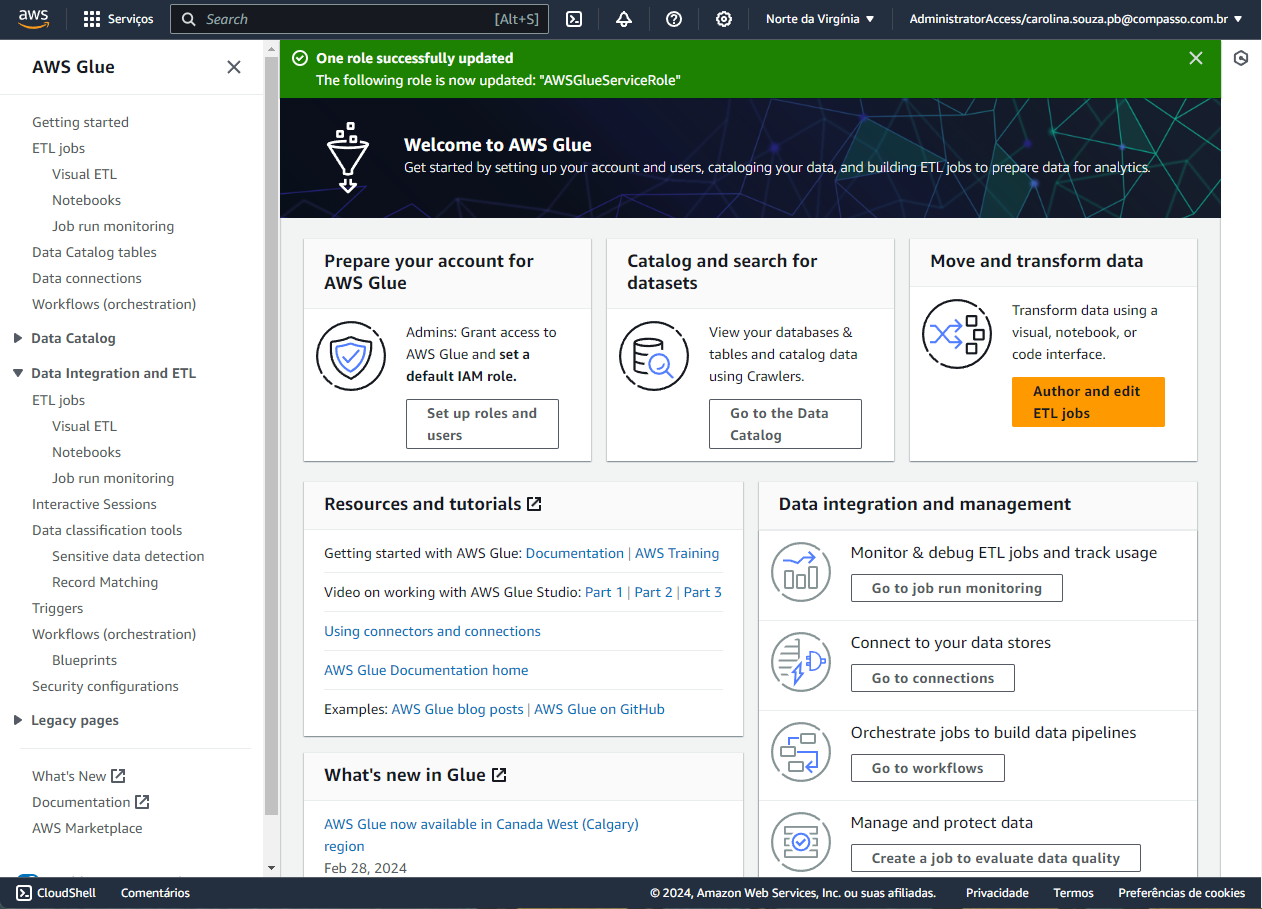 aws
Serviços
Search
[Alt+S]
Norte da Virgínia
AdministratorAccess/carolina.souza.pb@compasso.com.br
AWS Glue
Getting started
ETL jobs
Visual ETL
Notebooks
Job run monitoring
Data Catalog tables
Data connections
Workflows (orchestration)
Data Catalog
Data Integration and ETL
ETL jobs
Visual ETL
Notebooks
Job run monitoring
Interactive Sessions
Data classification tools
Sensitive data detection
Record Matching
Triggers
Workflows (orchestration)
Blueprints
Security configurations
Legacy pages
What's New
Documentation
AWS Marketplace
One role successfully updated
The following role is now updated: "AWSGlueServiceRole"
Welcome to AWS Glue
Get started by setting up your account and users, cataloging your data, and building ETL jobs to prepare data for analytics.
Prepare your account for
AWS Glue
Admins: Grant access to
AWS Glue and set a
default IAM role.
Set up roles and
users
Catalog and search for
datasets
View your databases &
tables and catalog data
using Crawlers.
Go to the Data
Catalog
Move and transform data
Transform data using a
visual, notebook, or
code interface.
Author and edit
ETL jobs
Resources and tutorials
Getting started with AWS Glue: Documentation | AWS Training
Video on working with AWS Glue Studio: Part 1 | Part 2 | Part 3
Using connectors and connections
AWS Glue Documentation home
Examples: AWS Glue blog posts | AWS Glue on GitHub
What's new in Glue
AWS Glue now available in Canada West (Calgary)
region
Feb 28, 2024
Data integration and management
Monitor & debug ETL jobs and track usage
Go to job run monitoring
Connect to your data stores
Go to connections
Orchestrate jobs to build data pipelines
Go to workflows
Manage and protect data
Create a job to evaluate data quality
CloudShell
Comentários
© 2024, Amazon Web Services, Inc. ou suas afiliadas.
Privacidade
Termos
Preferências de cookies